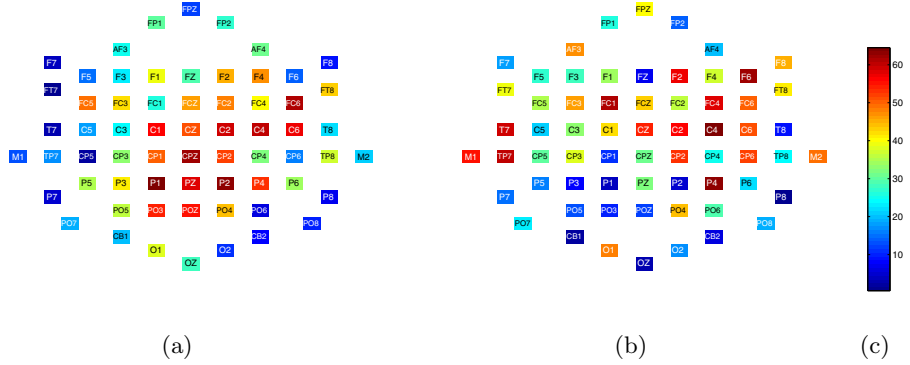 FPZ FPZ
FP1 FP2 FP1 FP2
AF3 AF4 AF3 AF4
F7 F8 F7 F8
F5 F3 F1 FZ F2 F4 F6 F5 F3 F1 FZ F2 F4 F6
FT7 FT8 FT7 FT8
FC5 FC3 FC1 FCZ FC2 FC4 FC6 FC5 FC3 FC1 FCZ FC2 FC4 FC6
T7 C5 C3 C1 CZ C2 C4 C6 T8 T7 C5 C3 C1 CZ C2 C4 C6 T8
M1 TP7 CP5 CP3 CP1 CPZ CP2 CP4 CP6 TP8 M2 M1 TP7 CP5 CP3 CP1 CPZ CP2 CP4 CP6 TP8 M2
P5 P3 P1 PZ P2 P4 P6 P5 P3 P1 PZ P2 P4 P6
P7 P8 P7 P8
PO5 PO3 POZ PO4 PO6 PO5 PO3 POZ PO4 PO6
PO7 PO8 PO7 PO8
CB1 CB2 CB1 CB2
O1 O2 O1 O2
OZ OZ
60
50
40
30
20
10
(a) (b) (c)